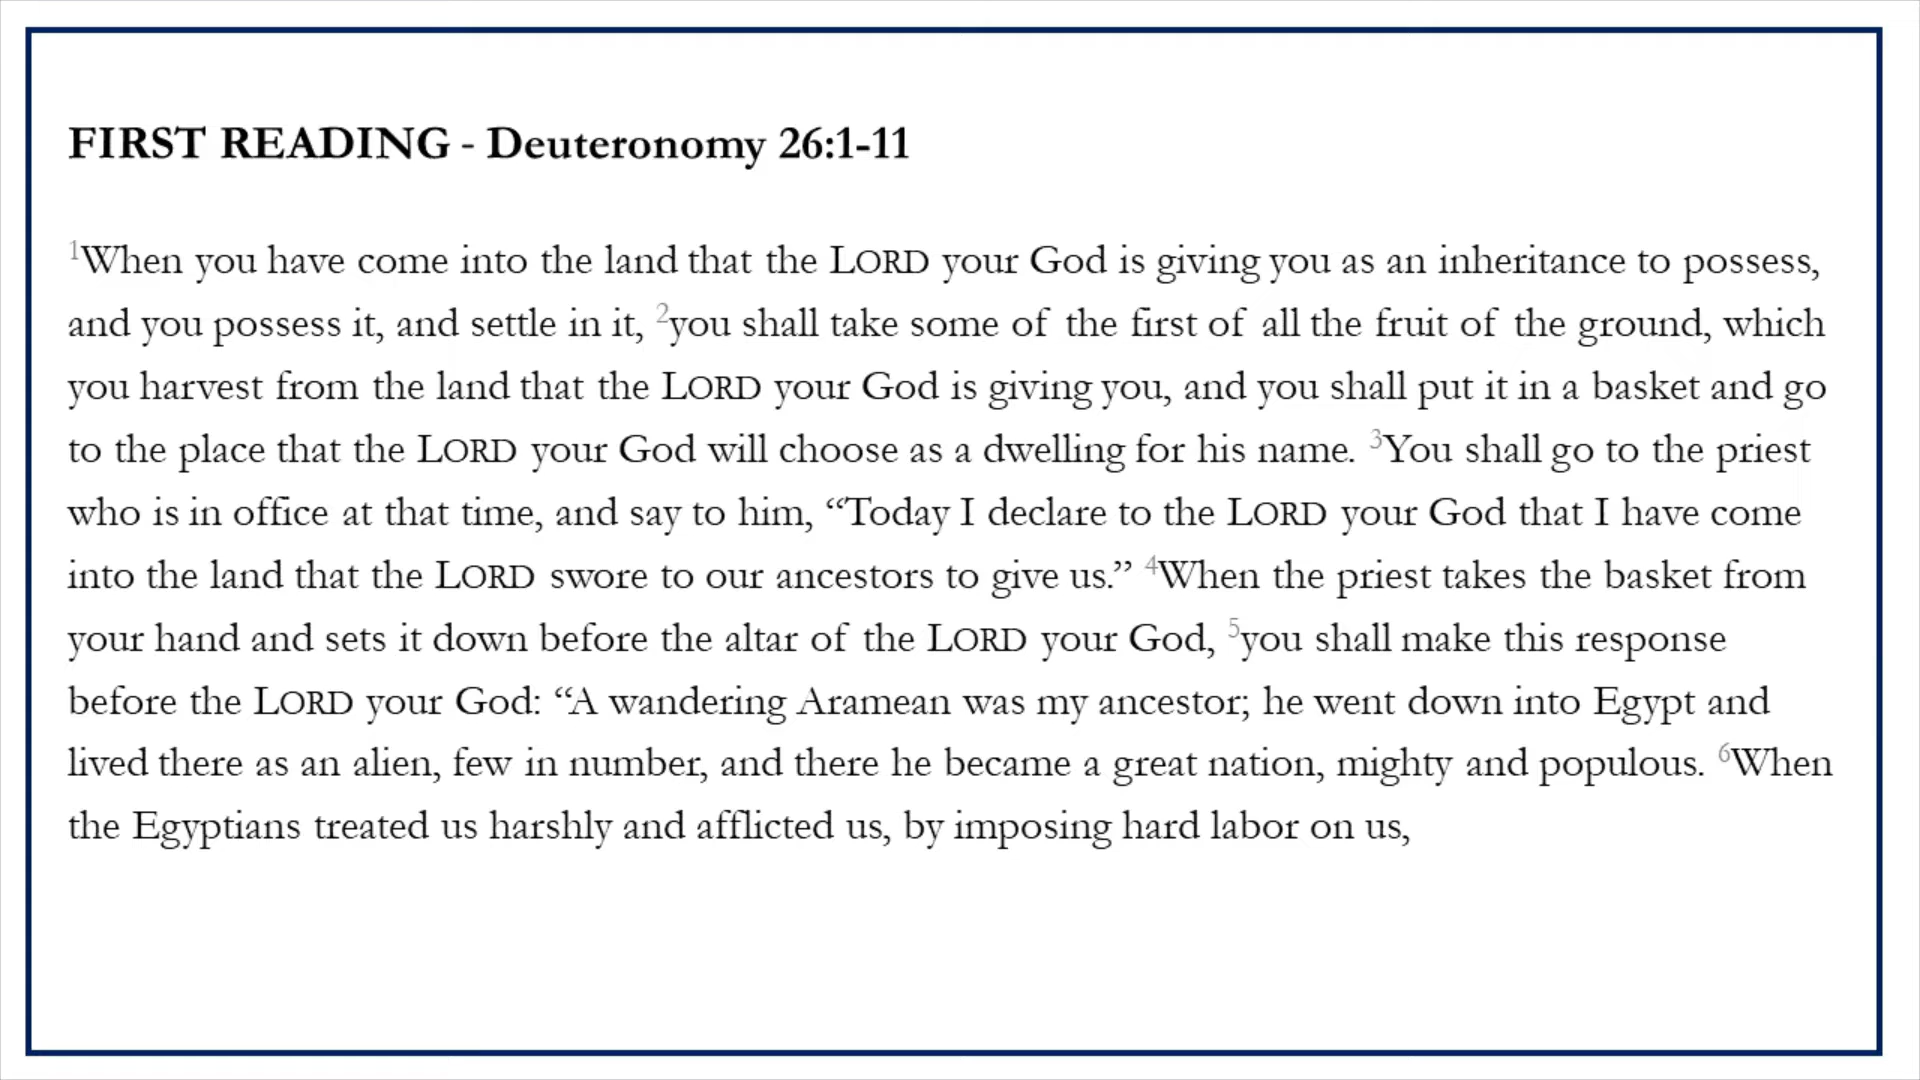 FIRST READING - Deuteronomy 26:1-11
¹When you have come into the land that the LORD your God is giving you as an inheritance to possess,
and you possess it, and settle in it, ²you shall take some of the first of all the fruit of the ground, which
you harvest from the land that the LORD your God is giving you, and you shall put it in a basket and go
to the place that the LORD your God will choose as a dwelling for his name. ³You shall go to the priest
who is in office at that time, and say to him, “Today I declare to the LORD your God that I have come
into the land that the LORD swore to our ancestors to give us.” ⁴When the priest takes the basket from
your hand and sets it down before the altar of the LORD your God, ⁵you shall make this response
before the LORD your God: “A wandering Aramean was my ancestor; he went down into Egypt and
lived there as an alien, few in number, and there he became a great nation, mighty and populous. ⁶When
the Egyptians treated us harshly and afflicted us, by imposing hard labor on us,